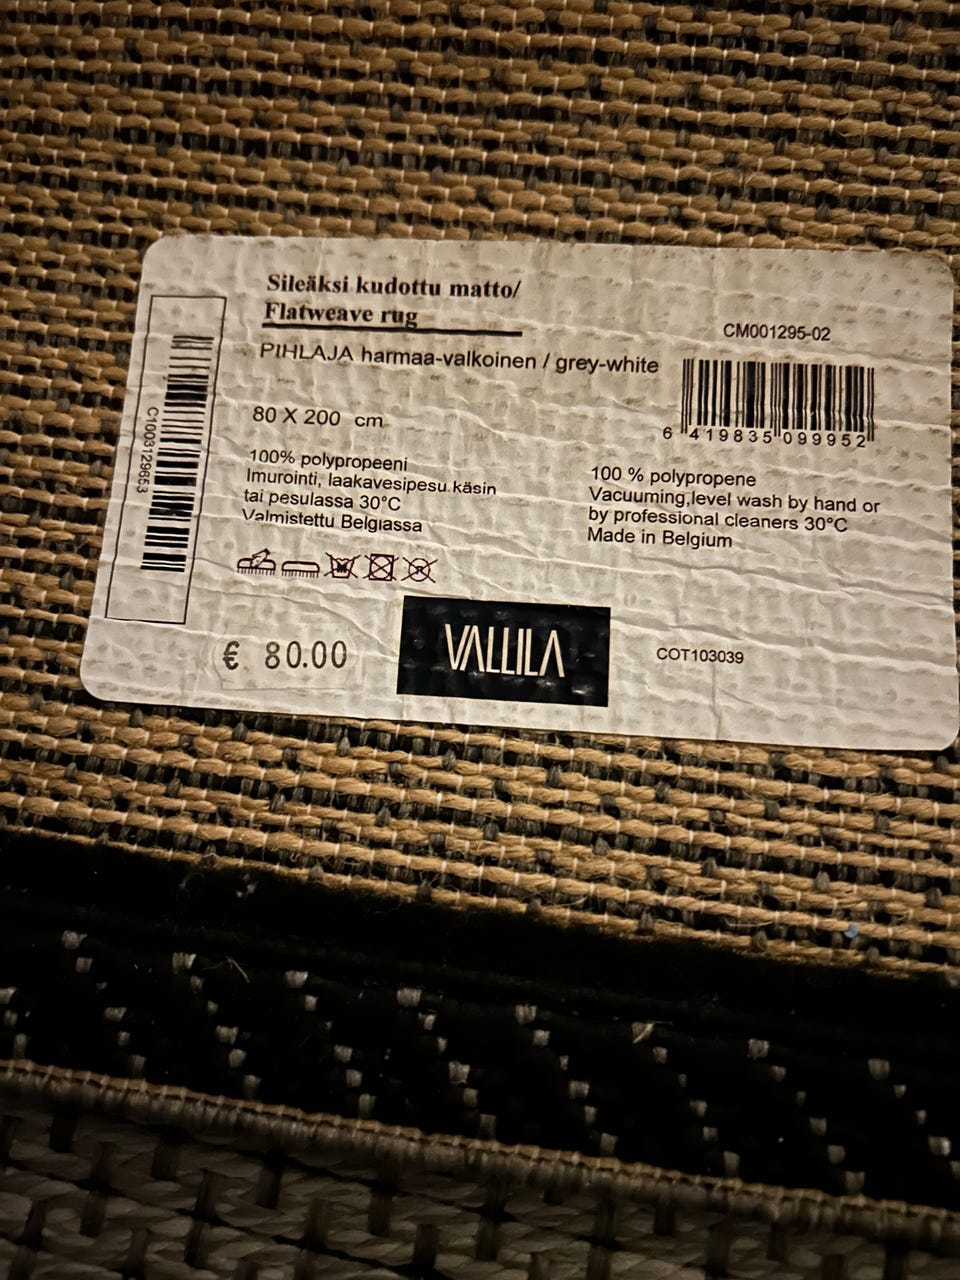 Sileäksi kudottu matto/
Flatweave rug
CM001295-02
PIHLAJA harmaa-valkoinen / grey-white
6 419835 099952
80 X 200 cm
100% polypropeeni
Imurointi, laakavesipesu käsin
tai pesulassa 30°C
Valmistettu Belgiassa
100 % polypropene
Vacuuming,level wash by hand or
by professional cleaners 30°C
Made in Belgium
C1003129653
€ 80.00
VALLILA
COT103039